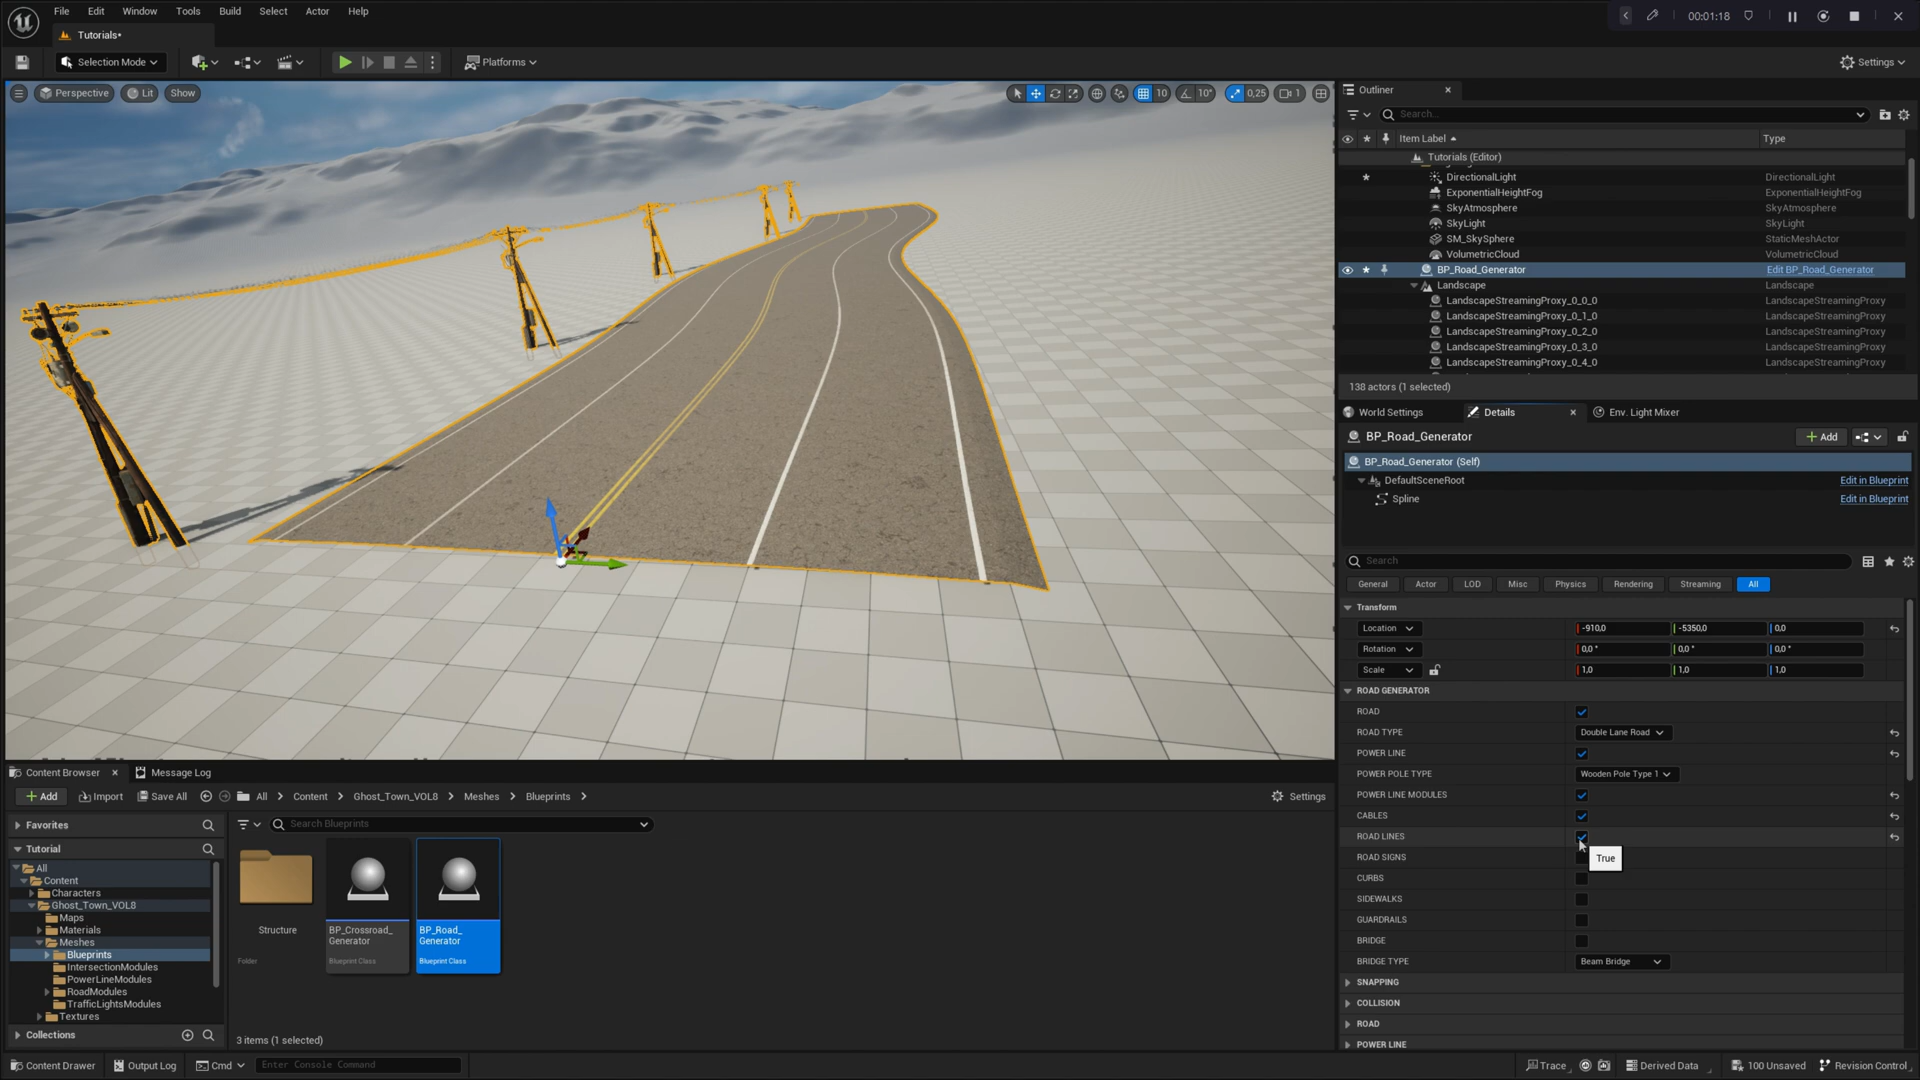 File Edit Window Tools Build Select Actor Help
00:01:18
Tutorials*
Selection Mode
Platforms
Settings
Perspective Lit Show
10 10° 0,25 1
Outliner
Search...
Item Label Type
Tutorials (Editor)
DirectionalLight DirectionalLight
ExponentialHeightFog ExponentialHeightFog
SkyAtmosphere SkyAtmosphere
SkyLight SkyLight
SM_SkySphere StaticMeshActor
VolumetricCloud VolumetricCloud
BP_Road_Generator Edit BP_Road_Generator
Landscape Landscape
LandscapeStreamingProxy_0_0_0 LandscapeStreamingProxy
LandscapeStreamingProxy_0_1_0 LandscapeStreamingProxy
LandscapeStreamingProxy_0_2_0 LandscapeStreamingProxy
LandscapeStreamingProxy_0_3_0 LandscapeStreamingProxy
LandscapeStreamingProxy_0_4_0 LandscapeStreamingProxy
138 actors (1 selected)
World Settings Details Env. Light Mixer
BP_Road_Generator
Add
BP_Road_Generator (Self)
DefaultSceneRoot Edit in Blueprint
Spline Edit in Blueprint
Search
General Actor LOD Misc Physics Rendering Streaming All
Transform
Location -910,0 -5350,0 0,0
Rotation 0,0 ° 0,0 ° 0,0 °
Scale 1,0 1,0 1,0
ROAD GENERATOR
ROAD
ROAD TYPE Double Lane Road
POWER LINE
POWER POLE TYPE Wooden Pole Type 1
POWER LINE MODULES
CABLES
ROAD LINES
ROAD SIGNS
True
CURBS
SIDEWALKS
GUARDRAILS
BRIDGE
BRIDGE TYPE Beam Bridge
SNAPPING
COLLISION
ROAD
POWER LINE
Content Browser Message Log
Add Import Save All All Content Ghost_Town_VOL8 Meshes Blueprints Settings
Favorites
Search Blueprints
Tutorial
All
Content
Characters
Ghost_Town_VOL8
Maps
Materials
Meshes
Blueprints
IntersectionModules
PowerLineModules
RoadModules
TrafficLightsModules
Textures
Collections
Structure
Folder
BP_Crossroad_
Generator
Blueprint Class
BP_Road_
Generator
Blueprint Class
3 items (1 selected)
Content Drawer Output Log Cmd Enter Console Command
Trace Derived Data 100 Unsaved Revision Control